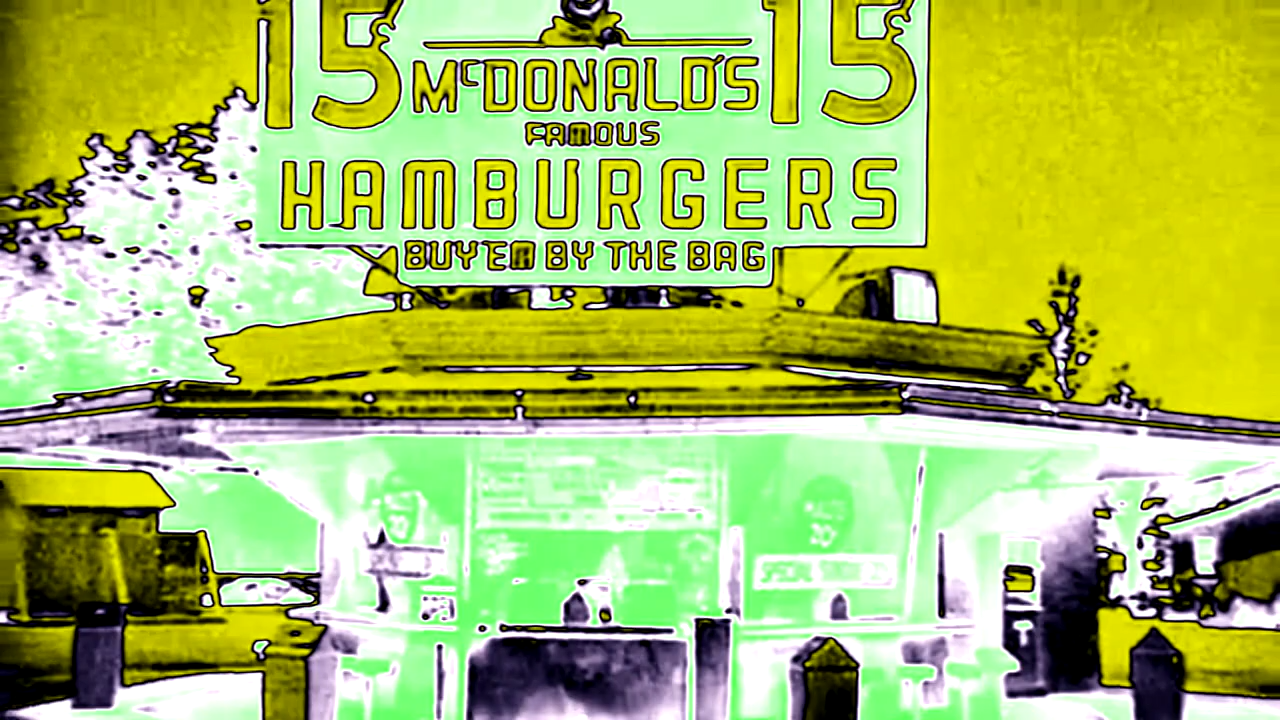 15 15
McDONALD'S
FAMOUS
HAMBURGERS
BUY'EM BY THE BAG